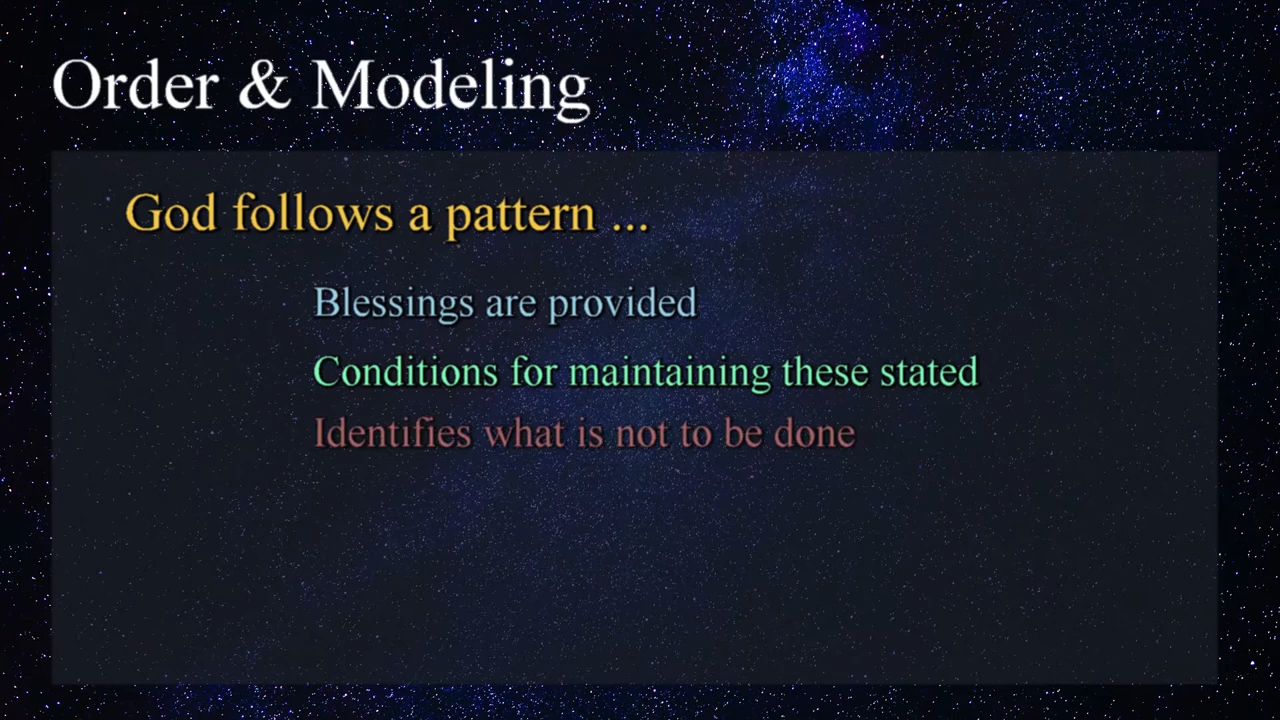 Order & Modeling
God follows a pattern ...
Blessings are provided
Conditions for maintaining these stated
Identifies what is not to be done